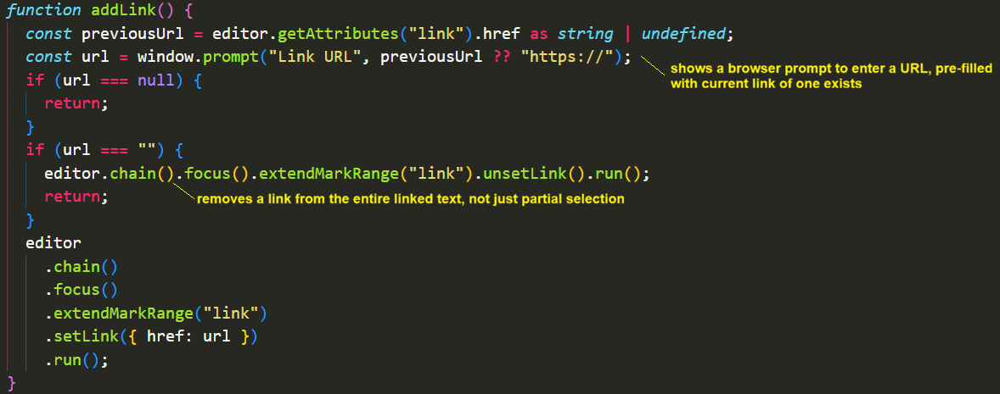 function addLink() {
const previousUrl = editor.getAttributes("link").href as string | undefined;
const url = window.prompt("Link URL", previousUrl ?? "https://");
shows a browser prompt to enter a URL, pre-filled
with current link of one exists
if (url === null) {
return;
}
if (url === "") {
editor.chain().focus().extendMarkRange("link").unsetLink().run();
removes a link from the entire linked text, not just partial selection
return;
}
editor
.chain()
.focus()
.extendMarkRange("link")
.setLink({ href: url })
.run();
}